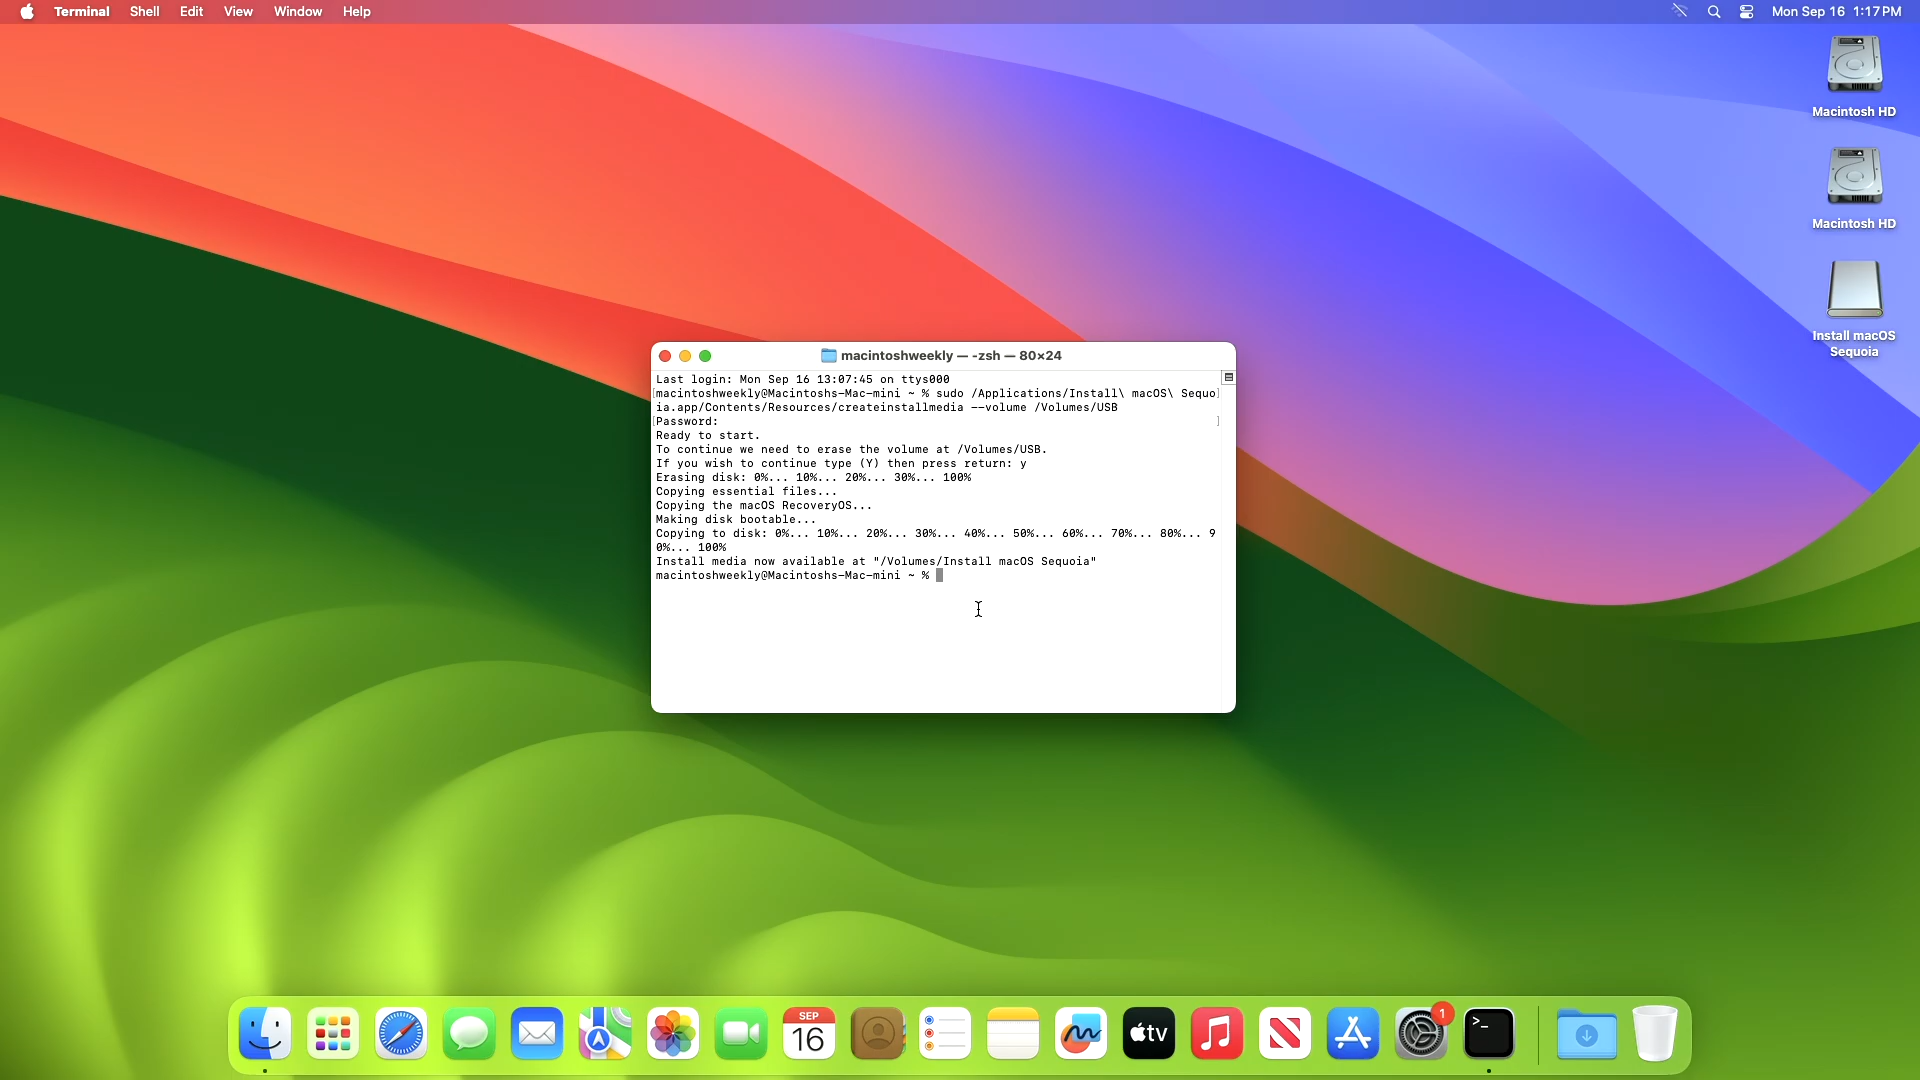 Terminal Shell Edit View Window Help
Mon Sep 16 1:17 PM
Macintosh HD
Macintosh HD
Install macOS
Sequoia
macintoshweekly — -zsh — 80×24
Last login: Mon Sep 16 13:07:45 on ttys000
[macintoshweekly@Macintoshs-Mac-mini ~ % sudo /Applications/Install\ macOS\ Sequo]
ia.app/Contents/Resources/createinstallmedia --volume /Volumes/USB
[Password: ]
Ready to start.
To continue we need to erase the volume at /Volumes/USB.
If you wish to continue type (Y) then press return: y
Erasing disk: 0%... 10%... 20%... 30%... 100%
Copying essential files...
Copying the macOS RecoveryOS...
Making disk bootable...
Copying to disk: 0%... 10%... 20%... 30%... 40%... 50%... 60%... 70%... 80%... 9
0%... 100%
Install media now available at "/Volumes/Install macOS Sequoia"
macintoshweekly@Macintoshs-Mac-mini ~ %
SEP
16
tv
1
>_